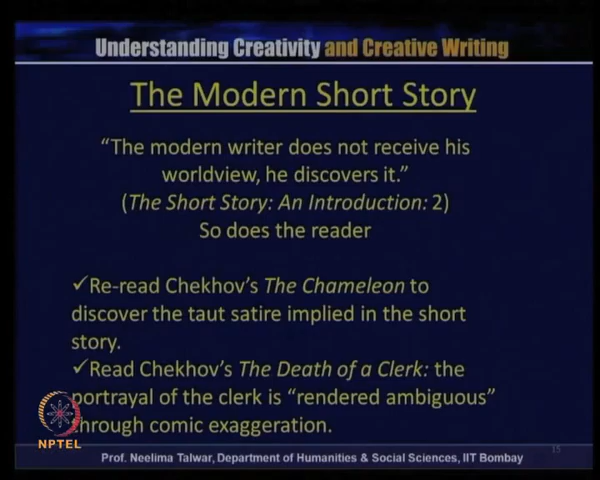 Understanding Creativity and Creative Writing
The Modern Short Story
“The modern writer does not receive his
worldview, he discovers it.”
(The Short Story: An Introduction: 2)
So does the reader
✓Re-read Chekhov’s The Chameleon to
discover the taut satire implied in the short
story.
✓Read Chekhov’s The Death of a Clerk: the
portrayal of the clerk is “rendered ambiguous”
through comic exaggeration.
NPTEL
15
Prof. Neelima Talwar, Department of Humanities & Social Sciences, IIT Bombay